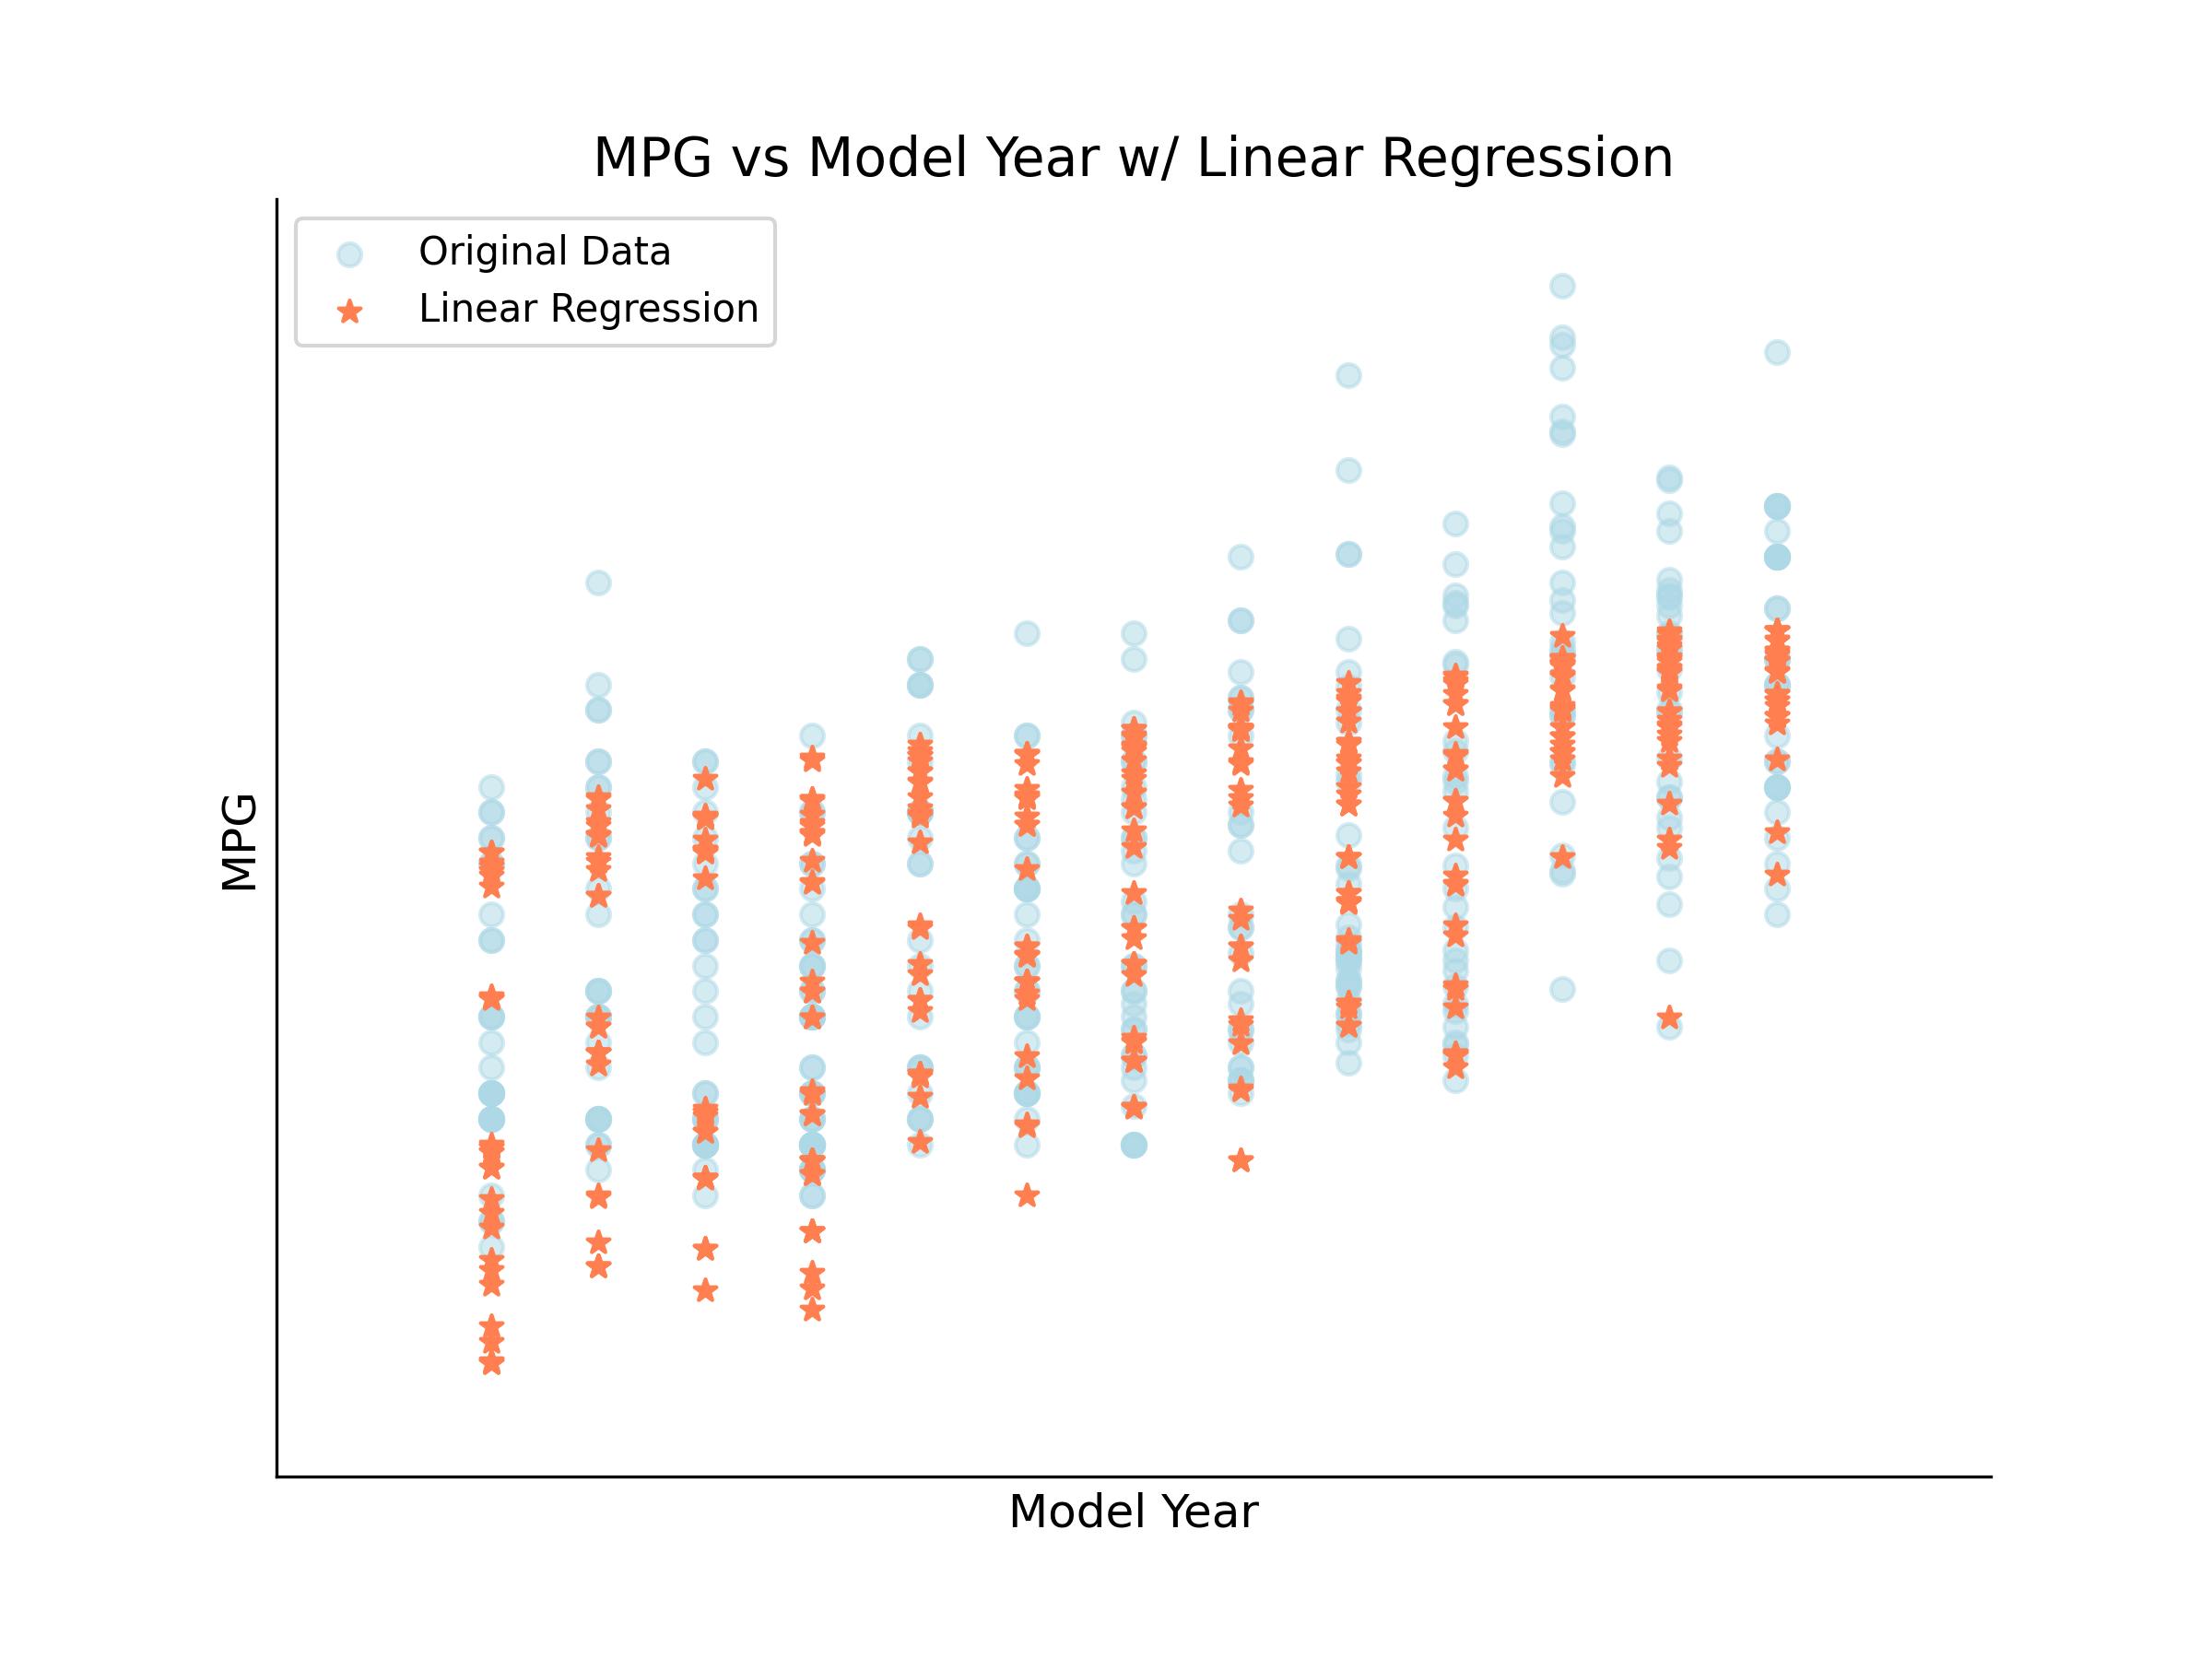 MPG vs Model Year w/ Linear Regression
Original Data
Linear Regression
MPG
Model Year